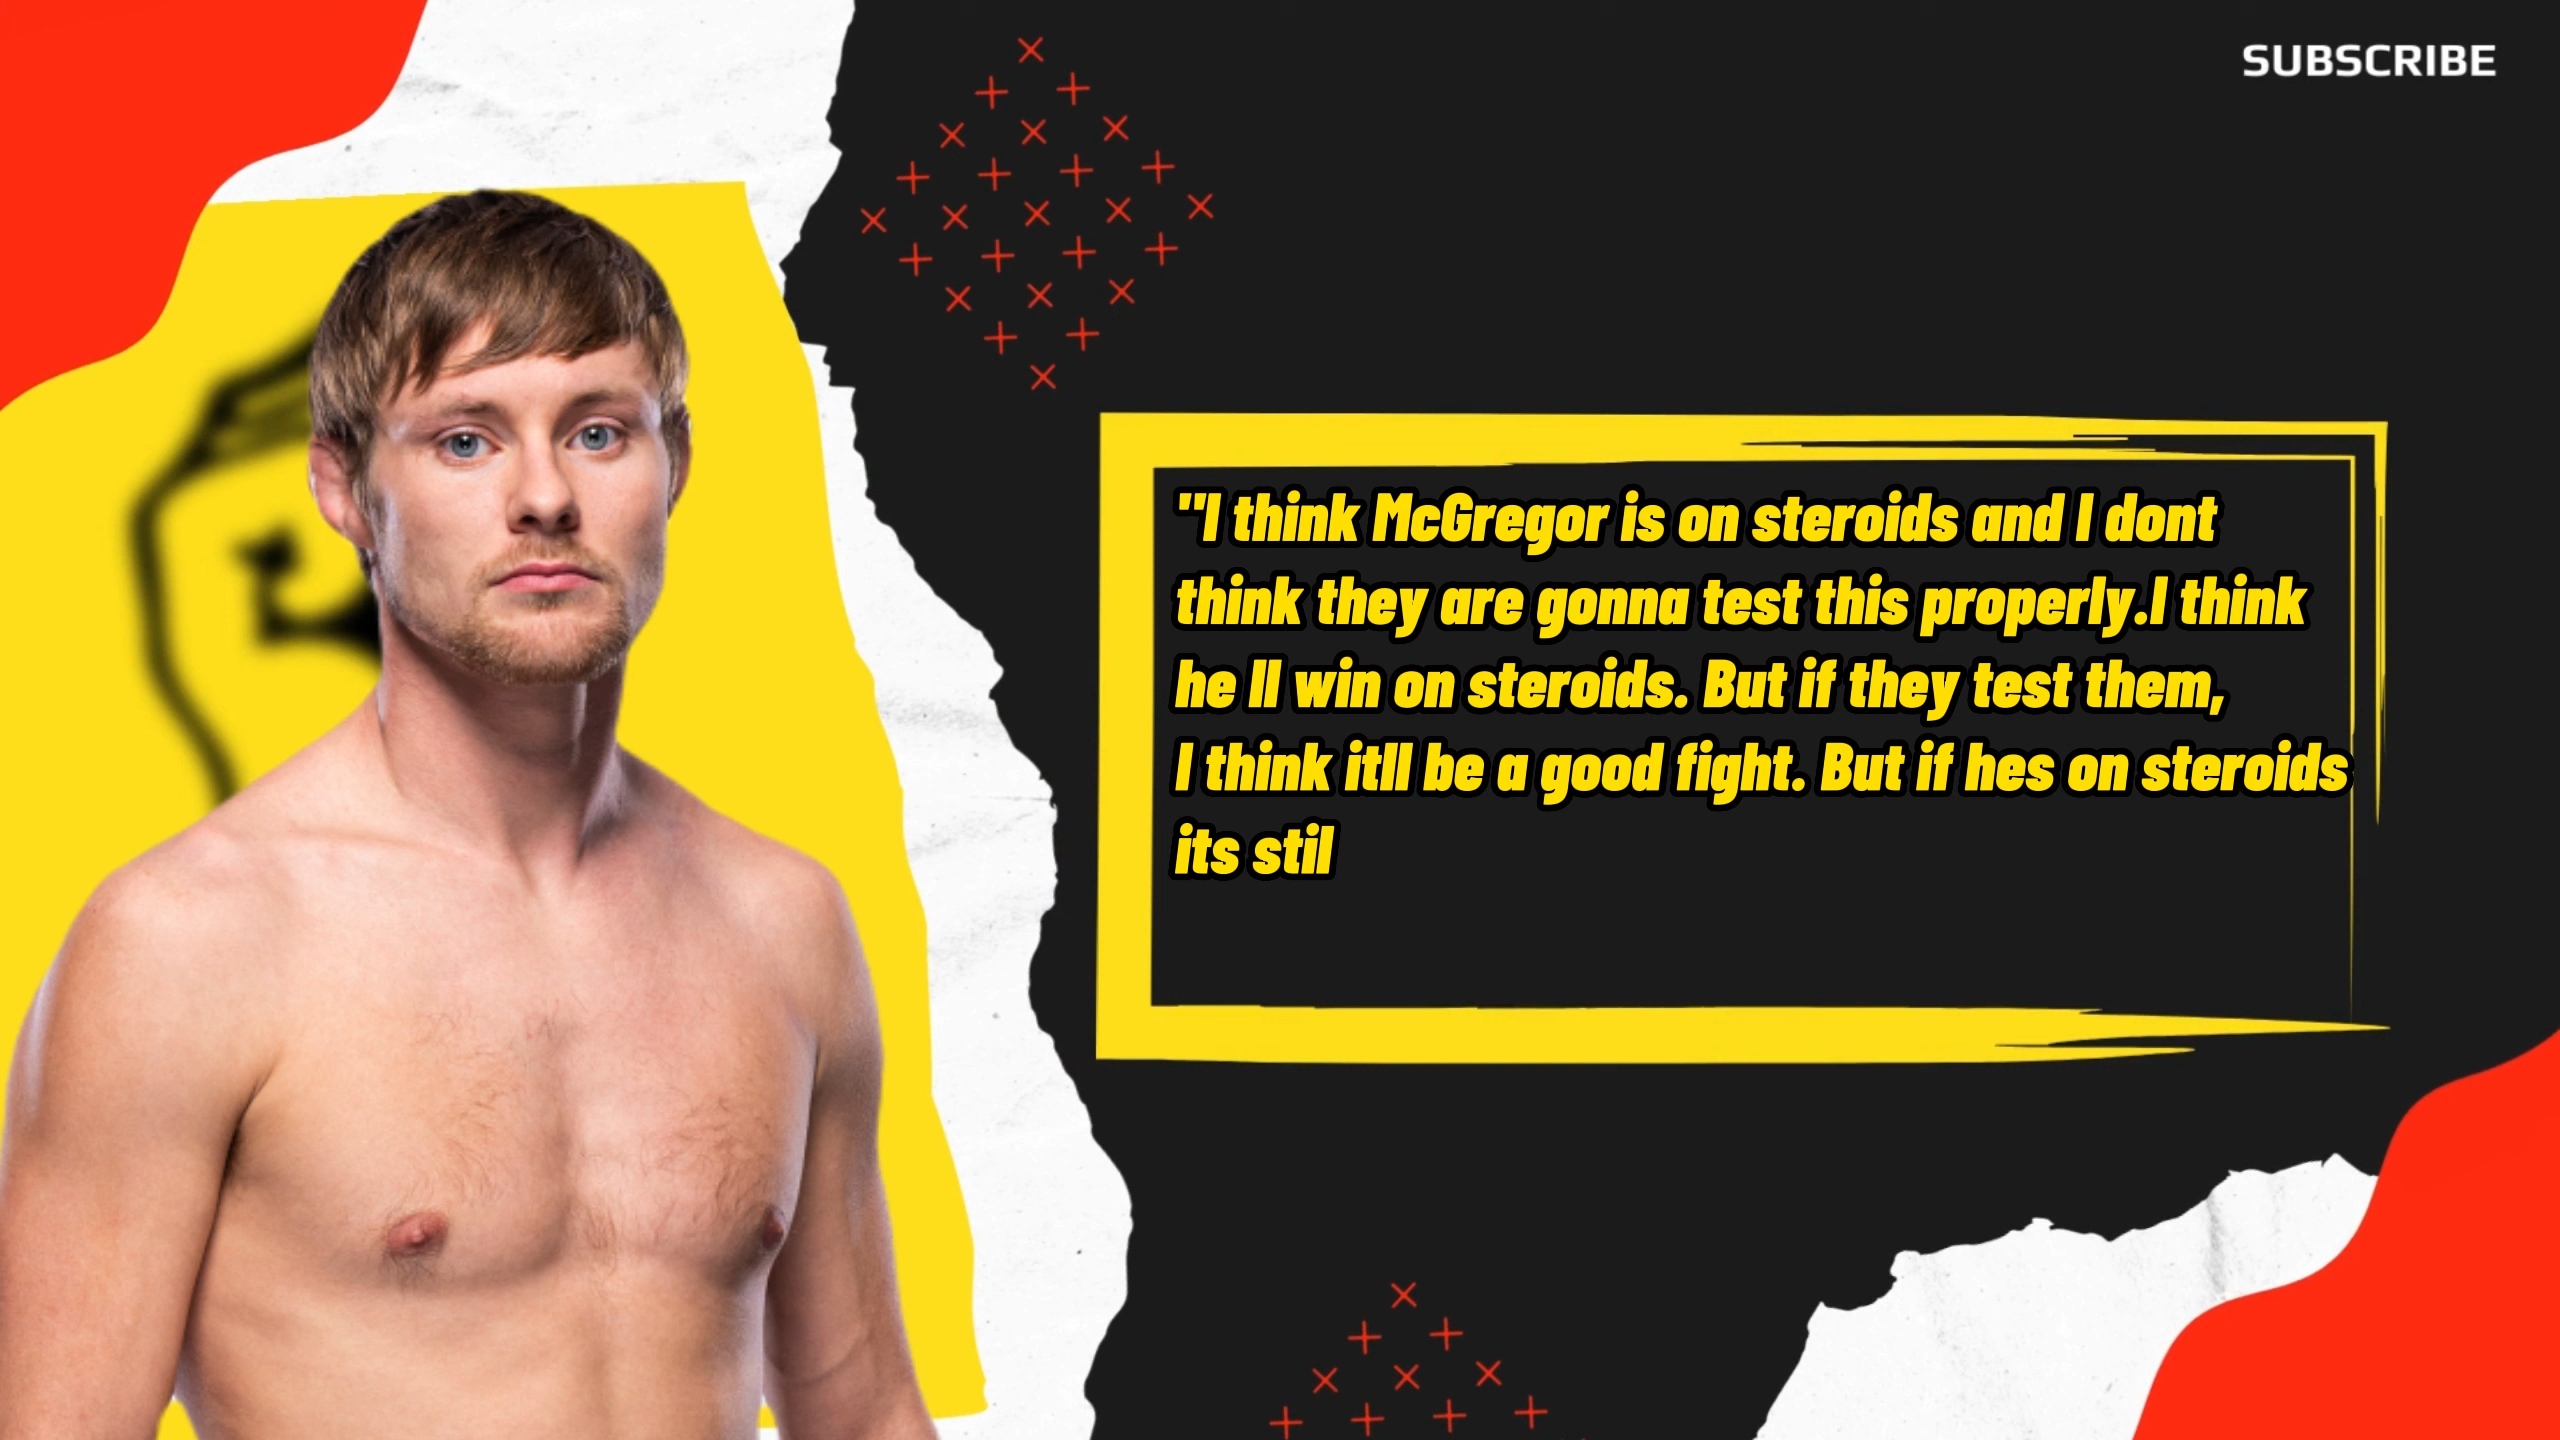 SUBSCRIBE
"I think McGregor is on steroids and I dont
think they are gonna test this properly.I think
he ll win on steroids. But if they test them,
I think itll be a good fight. But if hes on steroids
its stil